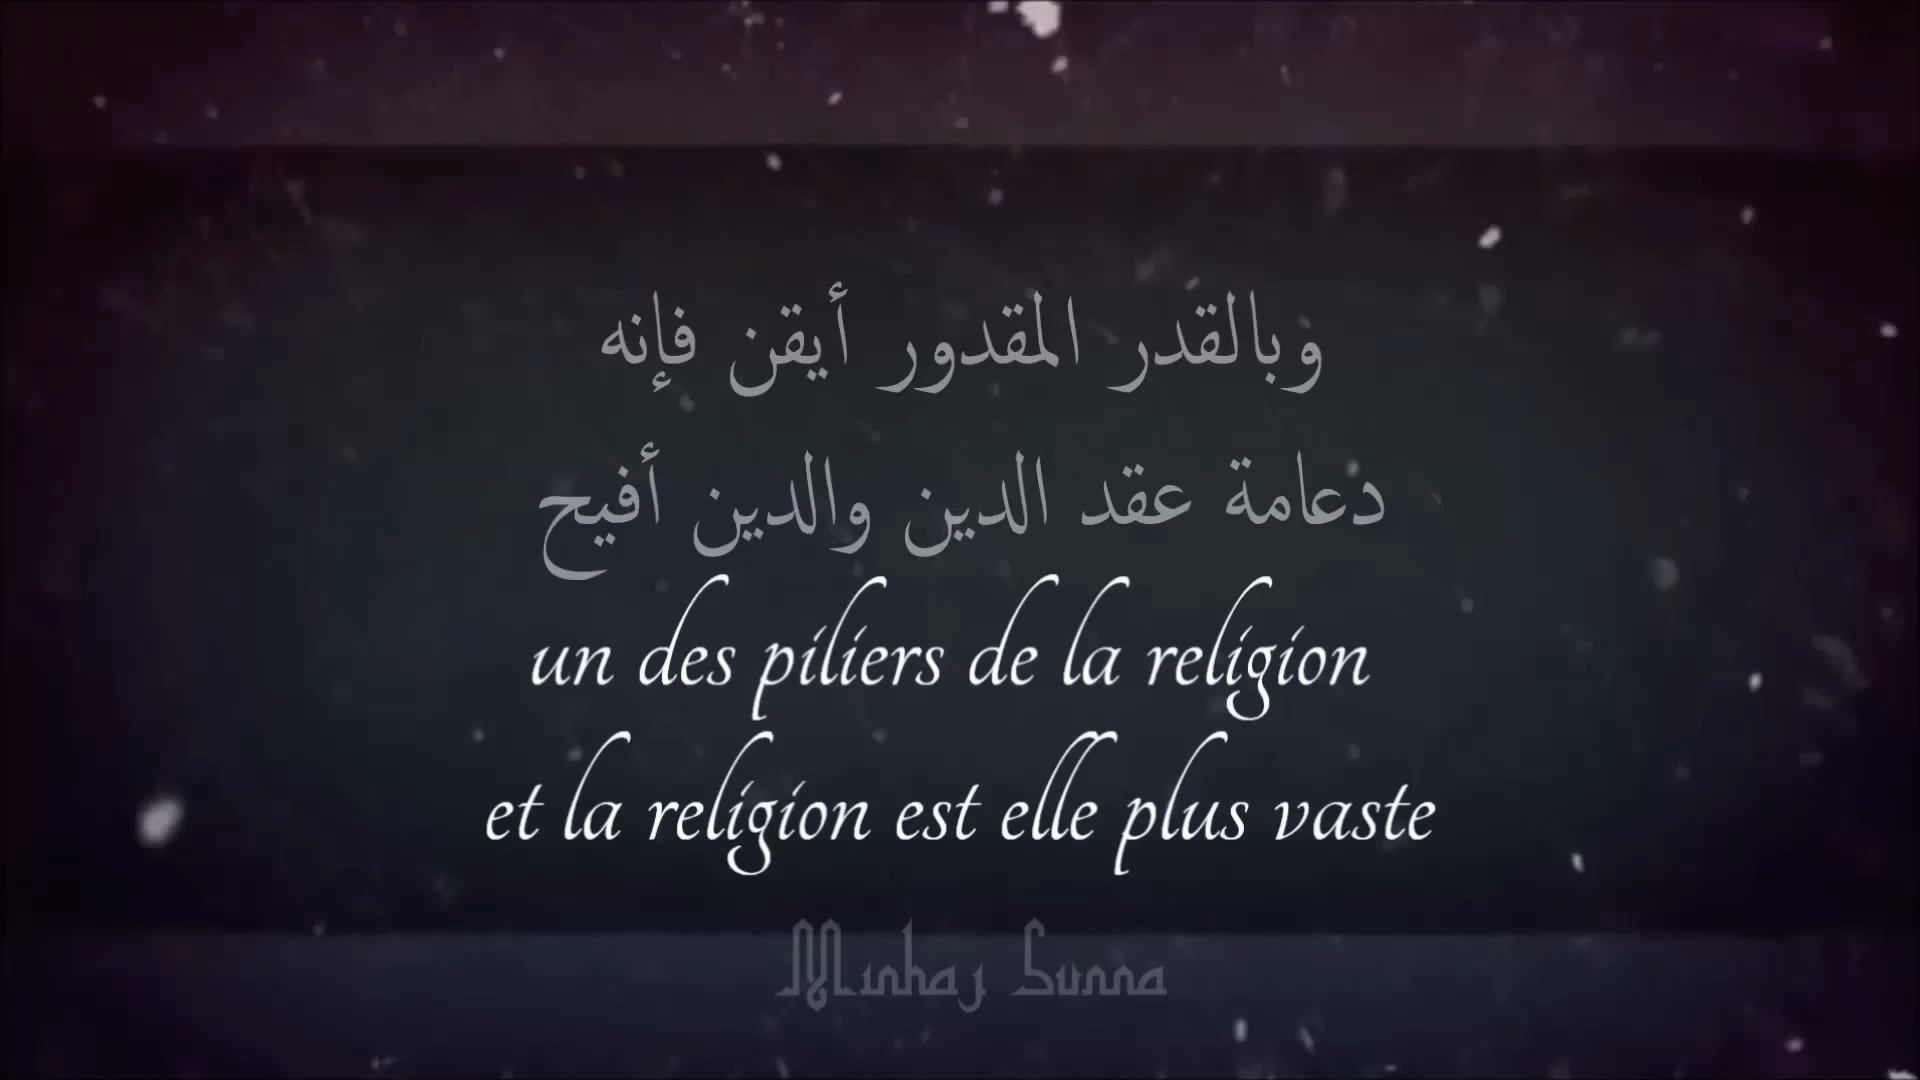 وبالقدر المقدور أيقن فإنه
دعامة عقد الدين والدين أفيح
un des piliers de la religion
et la religion est elle plus vaste
Minhaj Sunna